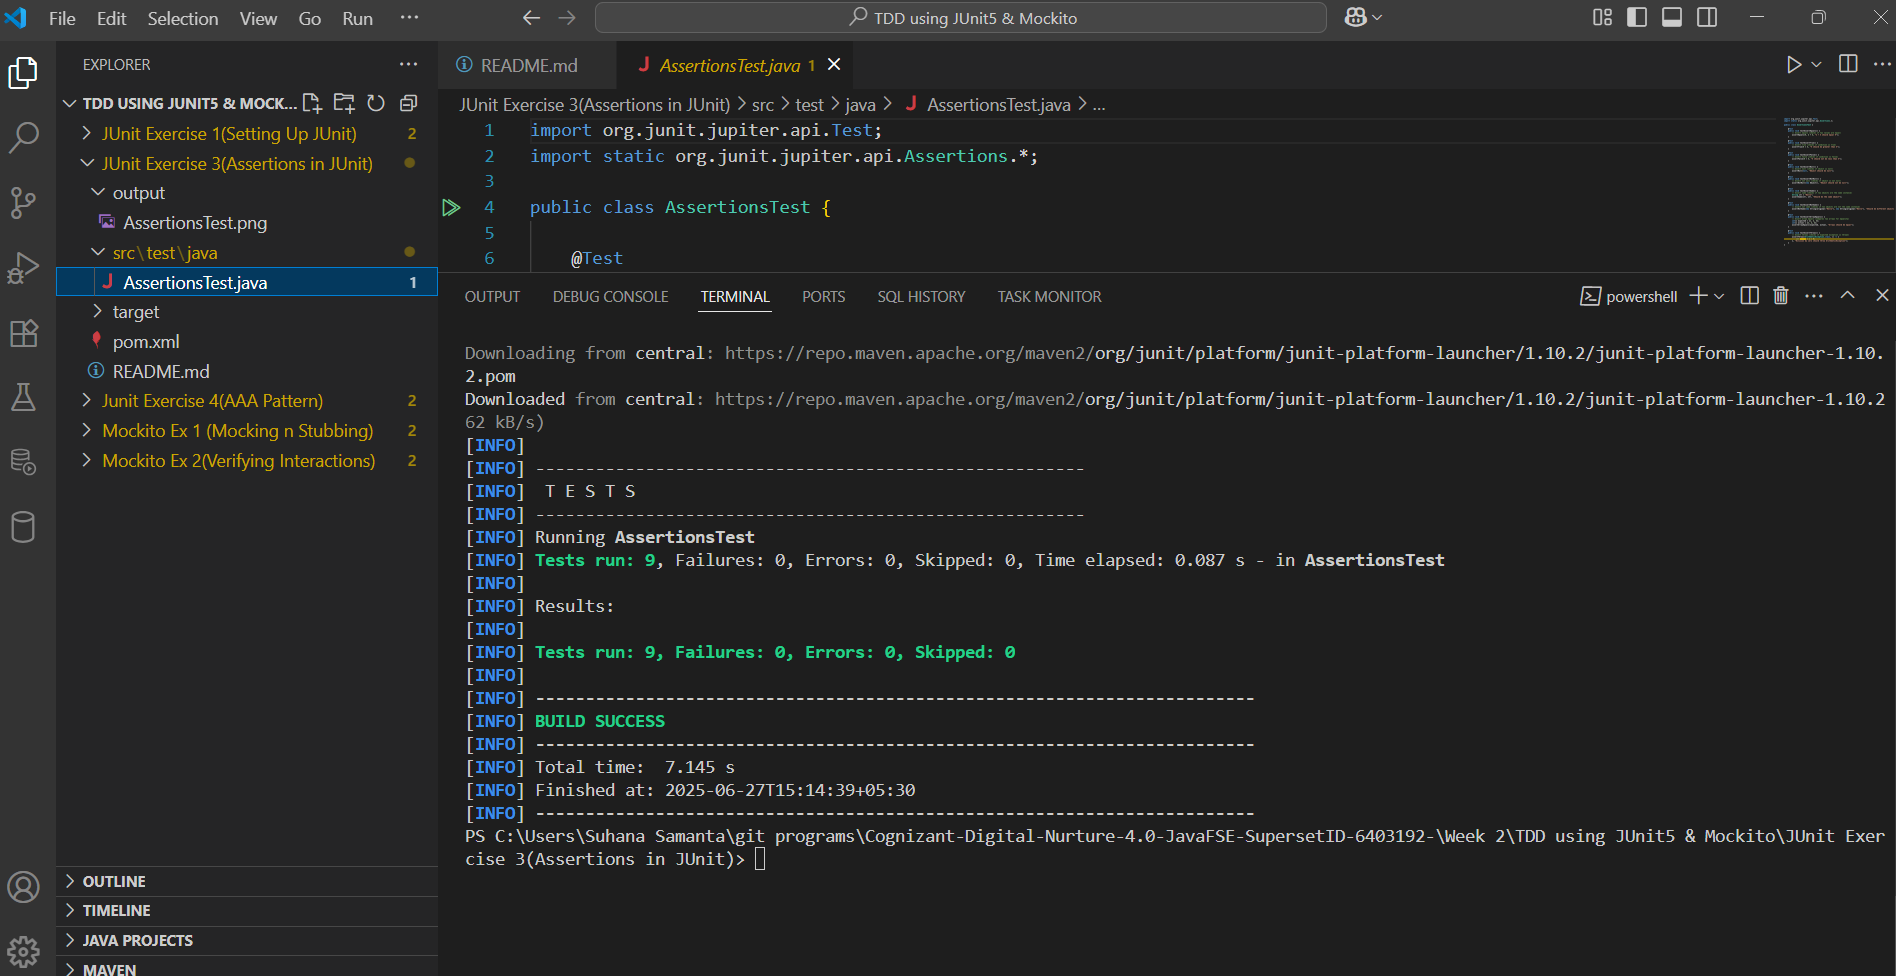 File Edit Selection View Go Run ···
TDD using JUnit5 & Mockito
EXPLORER ···
TDD USING JUNIT5 & MOCK...
JUnit Exercise 1(Setting Up JUnit) 2
JUnit Exercise 3(Assertions in JUnit)
output
AssertionsTest.png
src\test\java
J AssertionsTest.java 1
target
pom.xml
README.md
Junit Exercise 4(AAA Pattern) 2
Mockito Ex 1 (Mocking n Stubbing) 2
Mockito Ex 2(Verifying Interactions) 2
OUTLINE
TIMELINE
JAVA PROJECTS
MAVEN
README.md J AssertionsTest.java 1
JUnit Exercise 3(Assertions in JUnit) > src > test > java > J AssertionsTest.java > ...
1 import org.junit.jupiter.api.Test;
2 import static org.junit.jupiter.api.Assertions.*;
3
4 public class AssertionsTest {
5
6 @Test
OUTPUT DEBUG CONSOLE TERMINAL PORTS SQL HISTORY TASK MONITOR powershell
Downloading from central: https://repo.maven.apache.org/maven2/org/junit/platform/junit-platform-launcher/1.10.2/junit-platform-launcher-1.10.
2.pom
Downloaded from central: https://repo.maven.apache.org/maven2/org/junit/platform/junit-platform-launcher/1.10.2/junit-platform-launcher-1.10.2
62 kB/s)
[INFO]
[INFO] -------------------------------------------------------
[INFO]  T E S T S
[INFO] -------------------------------------------------------
[INFO] Running AssertionsTest
[INFO] Tests run: 9, Failures: 0, Errors: 0, Skipped: 0, Time elapsed: 0.087 s - in AssertionsTest
[INFO]
[INFO] Results:
[INFO]
[INFO] Tests run: 9, Failures: 0, Errors: 0, Skipped: 0
[INFO]
[INFO] ------------------------------------------------------------------------
[INFO] BUILD SUCCESS
[INFO] ------------------------------------------------------------------------
[INFO] Total time:  7.145 s
[INFO] Finished at: 2025-06-27T15:14:39+05:30
[INFO] ------------------------------------------------------------------------
PS C:\Users\Suhana Samanta\git programs\Cognizant-Digital-Nurture-4.0-JavaFSE-SupersetID-6403192-\Week 2\TDD using JUnit5 & Mockito\JUnit Exer
cise 3(Assertions in JUnit)>